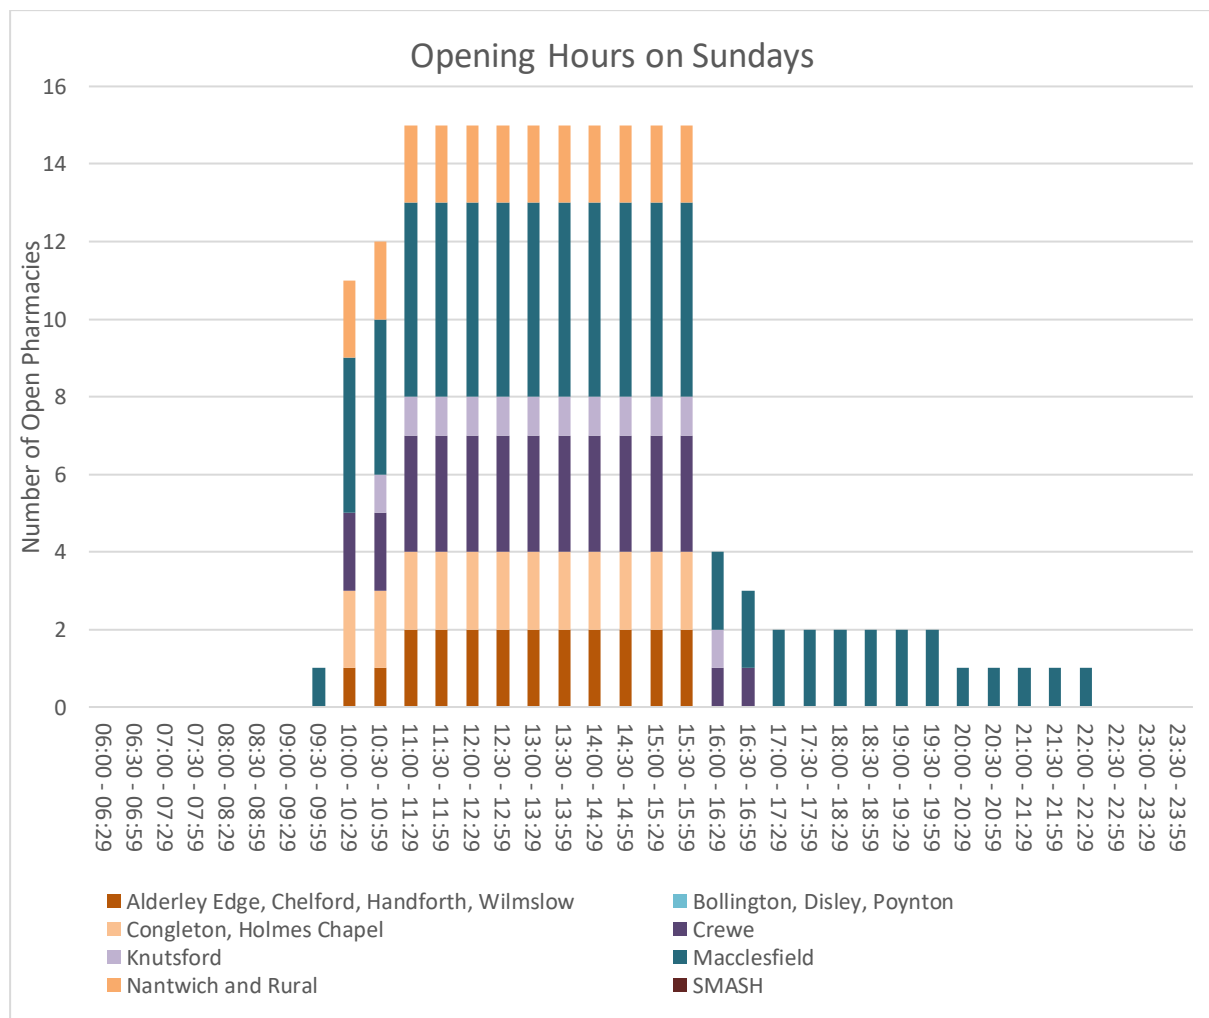 Opening Hours on Sundays
Number of Open Pharmacies
16
14
12
10
8
6
4
2
0
06:00 - 06:29
06:30 - 06:59
07:00 - 07:29
07:30 - 07:59
08:00 - 08:29
08:30 - 08:59
09:00 - 09:29
09:30 - 09:59
10:00 - 10:29
10:30 - 10:59
11:00 - 11:29
11:30 - 11:59
12:00 - 12:29
12:30 - 12:59
13:00 - 13:29
13:30 - 13:59
14:00 - 14:29
14:30 - 14:59
15:00 - 15:29
15:30 - 15:59
16:00 - 16:29
16:30 - 16:59
17:00 - 17:29
17:30 - 17:59
18:00 - 18:29
18:30 - 18:59
19:00 - 19:29
19:30 - 19:59
20:00 - 20:29
20:30 - 20:59
21:00 - 21:29
21:30 - 21:59
22:00 - 22:29
22:30 - 22:59
23:00 - 23:29
23:30 - 23:59
Alderley Edge, Chelford, Handforth, Wilmslow
Bollington, Disley, Poynton
Congleton, Holmes Chapel
Crewe
Knutsford
Macclesfield
Nantwich and Rural
SMASH